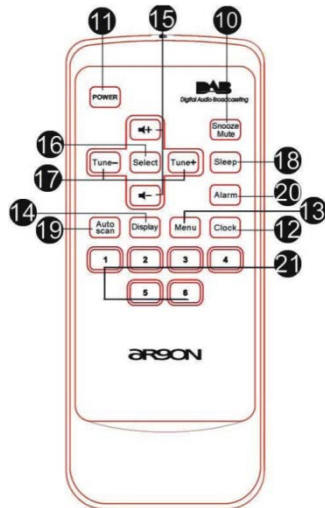 11
10
15
POWER
DAB
Digital Audio Broadcasting
+
Snooze
Mute
16
Tune- Select Tune+
Sleep
18
17
-
Alarm
20
14
13
19
Auto
scan
Display Menu Clock
12
1 2 3 4
21
5 6
ARGON